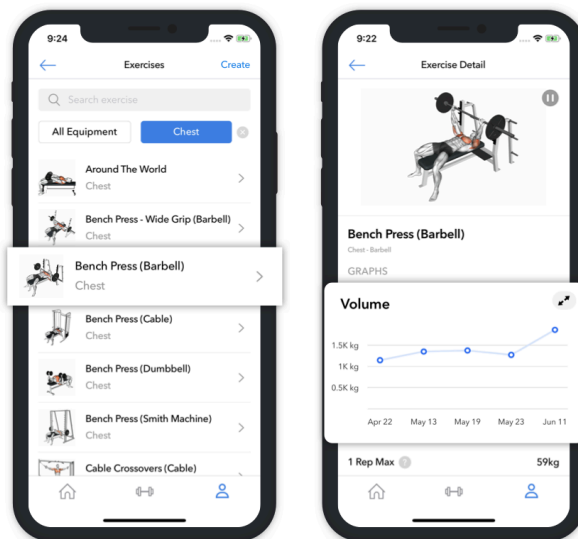 9:24
Exercises
Create
Search exercise
All Equipment
Chest
Around The World
Chest
Bench Press - Wide Grip (Barbell)
Chest
Bench Press (Barbell)
Chest
Bench Press (Cable)
Chest
Bench Press (Dumbbell)
Chest
Bench Press (Smith Machine)
Chest
Cable Crossovers (Cable)
9:22
Exercise Detail
Bench Press (Barbell)
Chest - Barbell
GRAPHS
Volume
1.5K kg
1K kg
0.5K kg
Apr 22 May 13 May 19 May 23 Jun 11
1 Rep Max ?
59kg